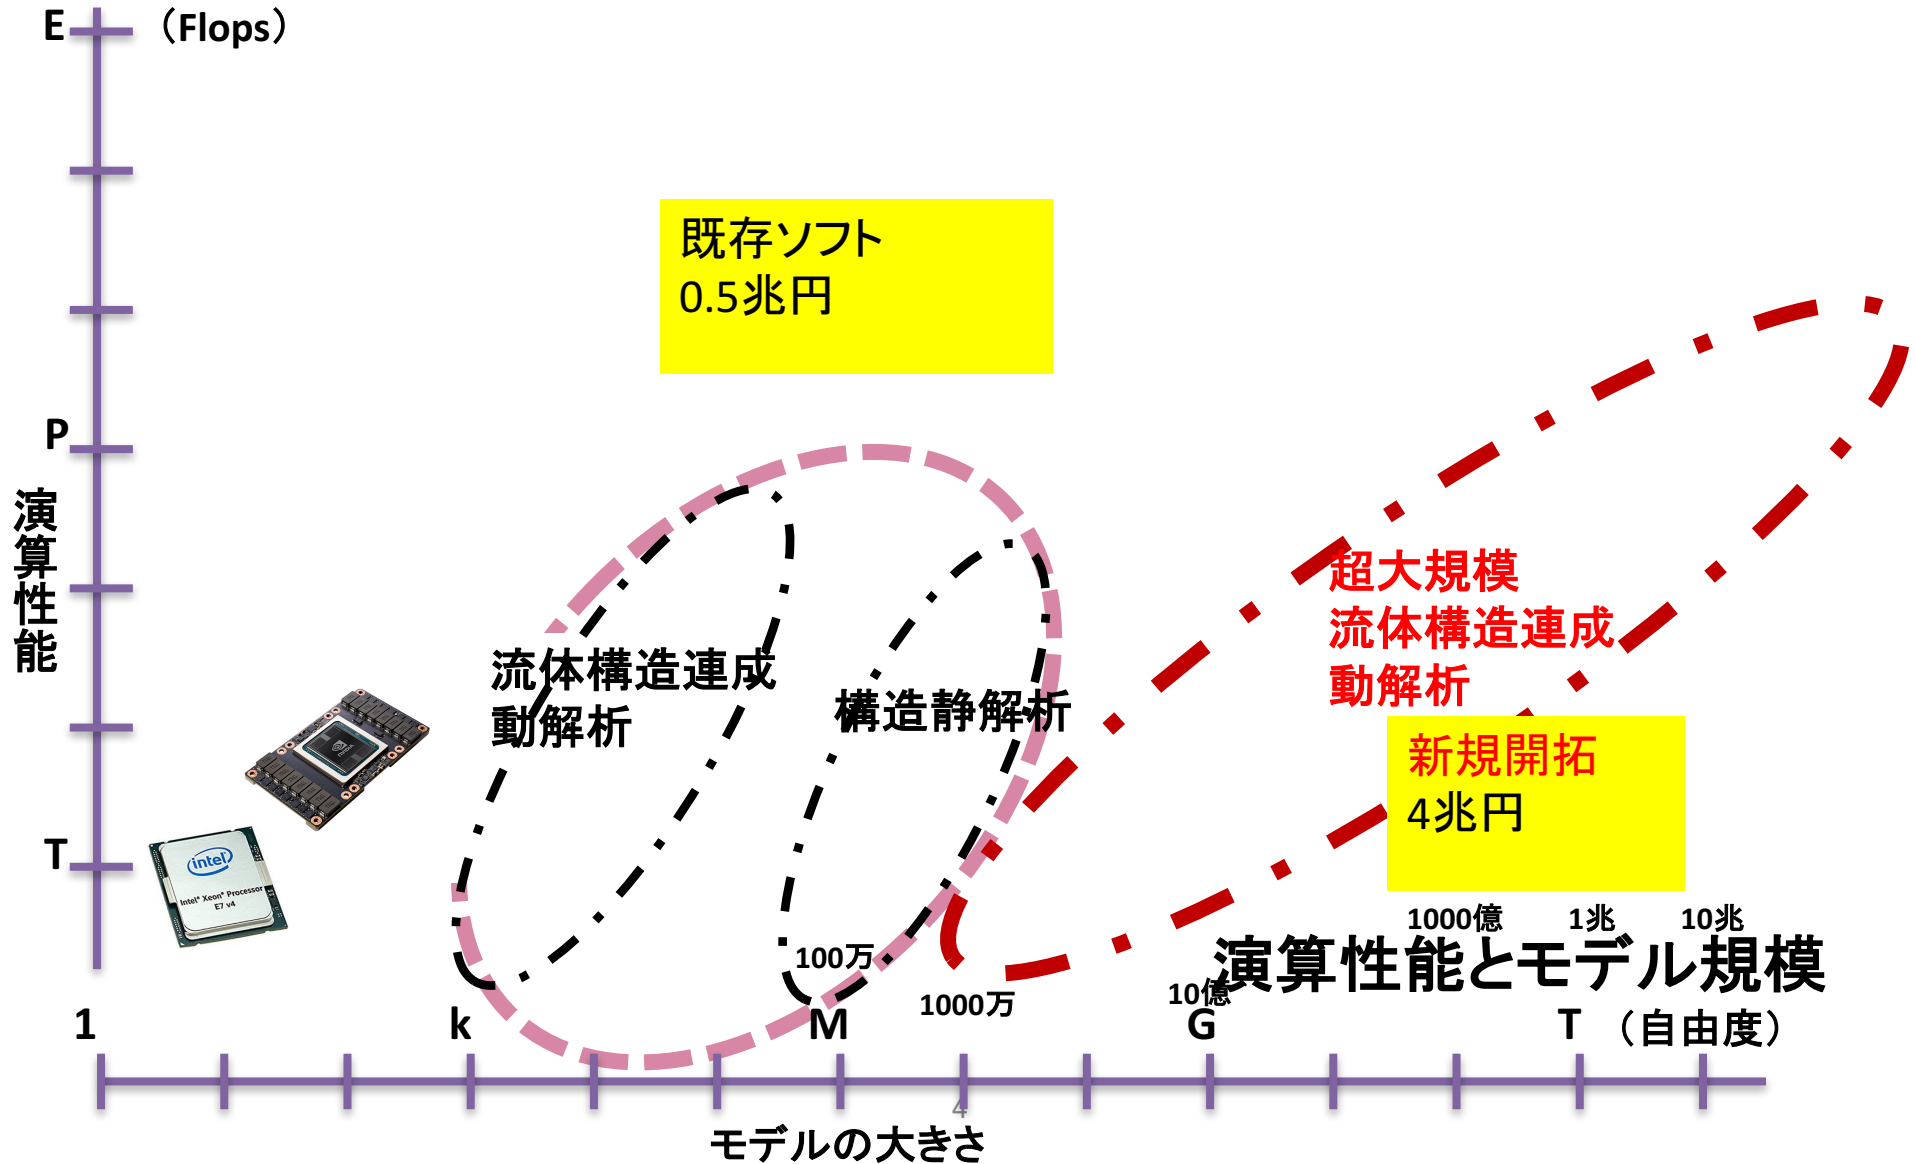 E
（Flops）
既存ソフト
0.5兆円
P
演算性能
超大規模
流体構造連成
動解析
流体構造連成
動解析
構造静解析
新規開拓
4兆円
T
intel
Intel® Xeon® Processor
E7 v4
NVIDIA
1000億
1兆
10兆
演算性能とモデル規模
100万
1000万
10億
1
k
M
G
T
（自由度）
4
モデルの大きさ